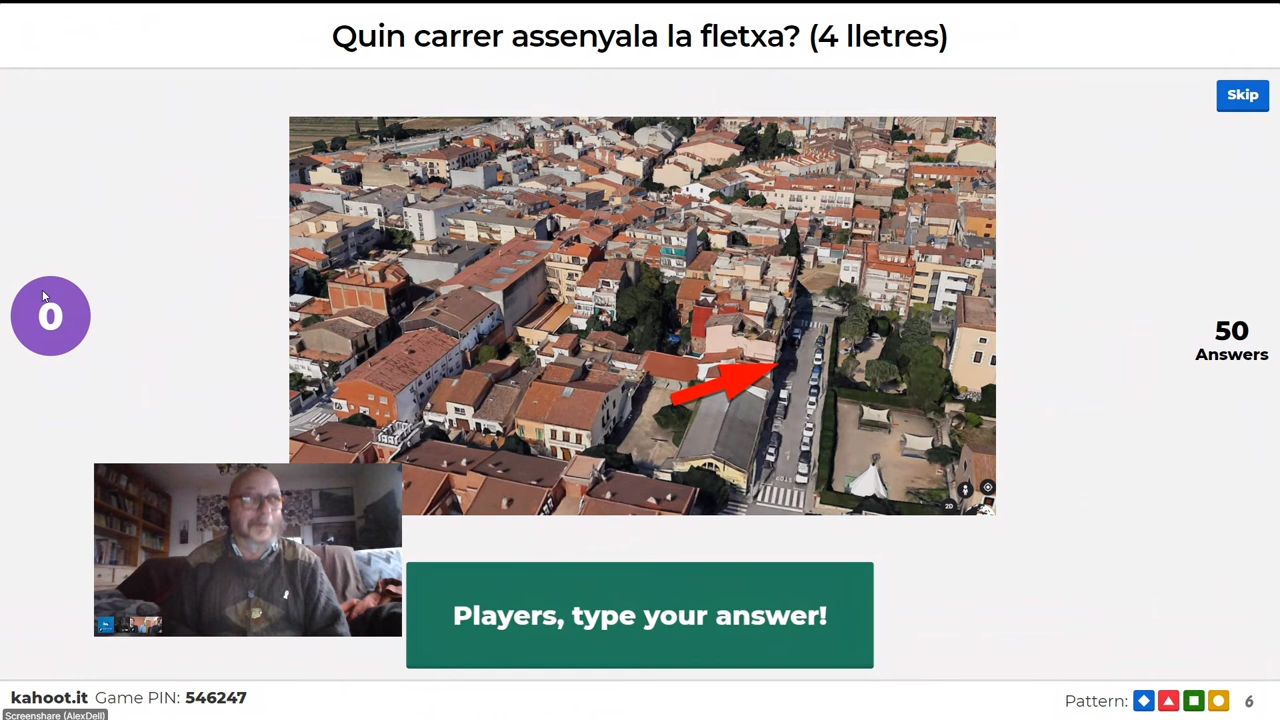 Quin carrer assenyala la fletxa? (4 lletres)
Skip
0
50
Answers
2D
Players, type your answer!
kahoot.it Game PIN: 546247
Pattern: 6
Screenshare (AlexDell)